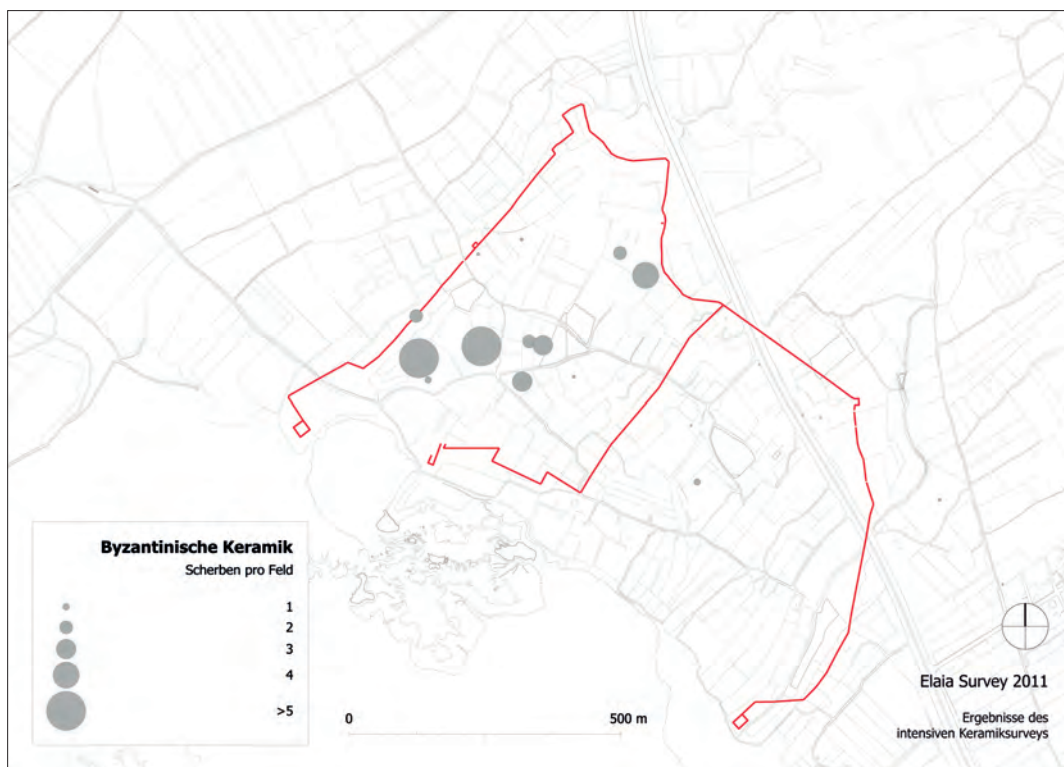 Byzantinische Keramik
Scherben pro Feld
1
2
3
4
>5
0 500 m
Elaia Survey 2011
Ergebnisse des
intensiven Keramiksurveys